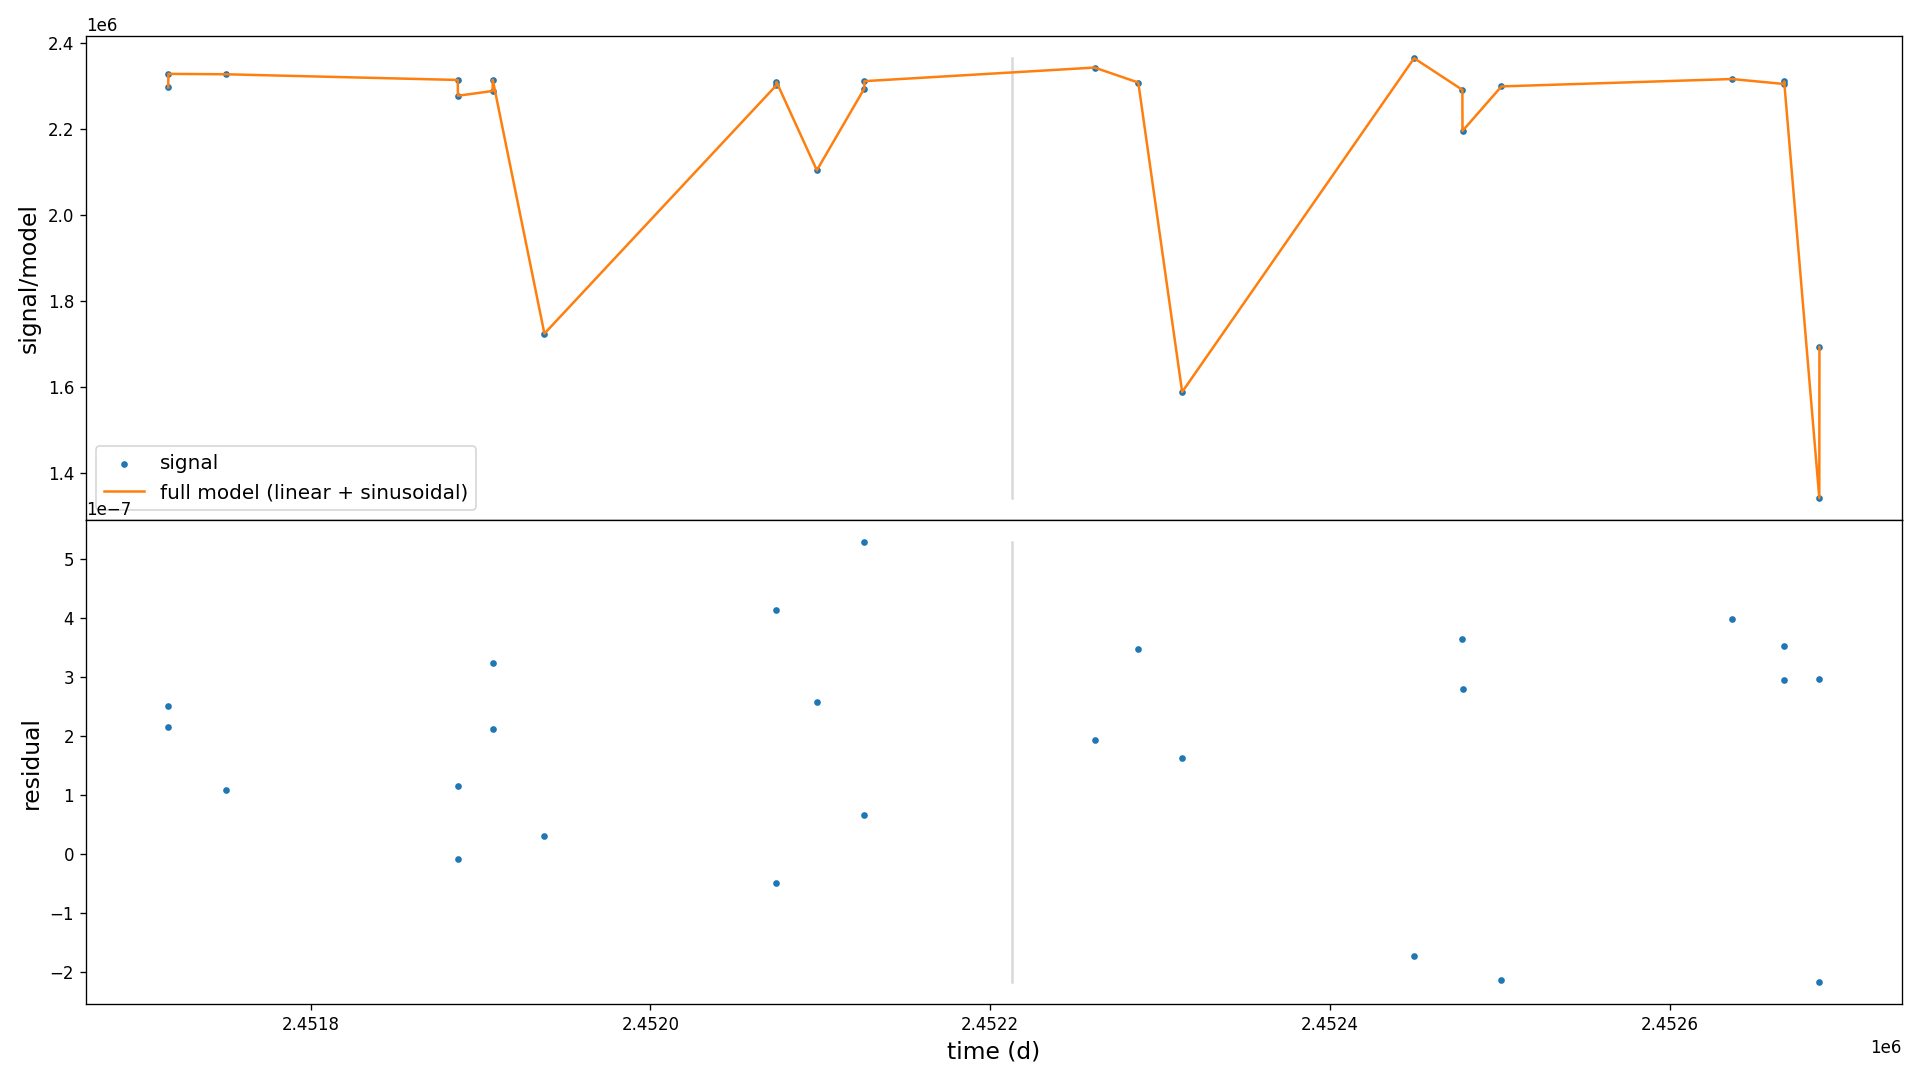 1e6
2.4
2.2
2.0
1.8
1.6
1.4
signal/model
signal
full model (linear + sinusoidal)
1e−7
5
4
3
2
1
0
−1
−2
residual
2.4518
2.4520
2.4522
2.4524
2.4526
1e6
time (d)